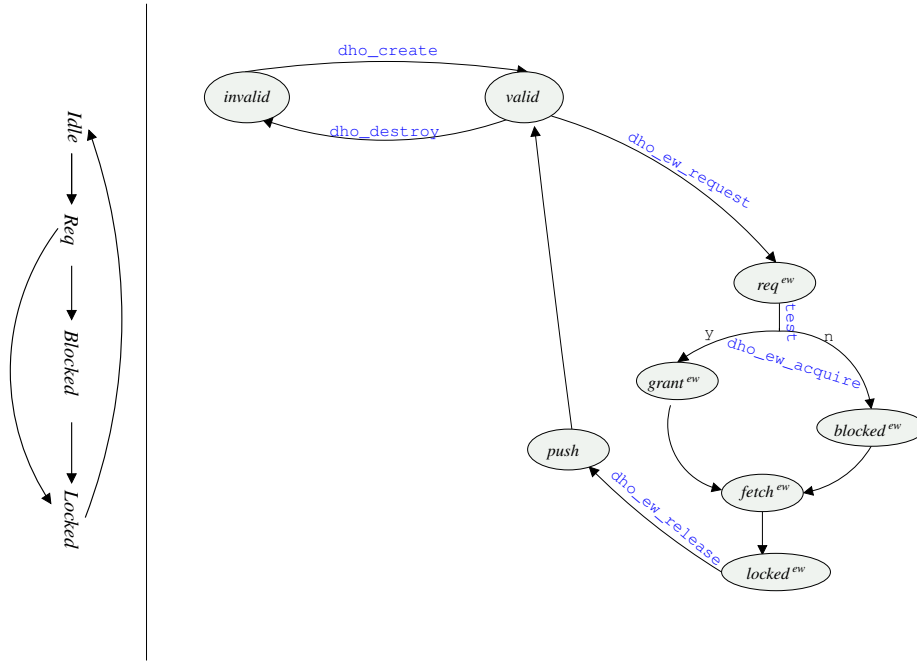 Idle
Req
Blocked
Locked
dho_create
invalid
valid
dho_destroy
dho_ew_request
req ew
test
y
n
dho_ew_acquire
grant ew
blocked ew
push
fetch ew
dho_ew_release
locked ew